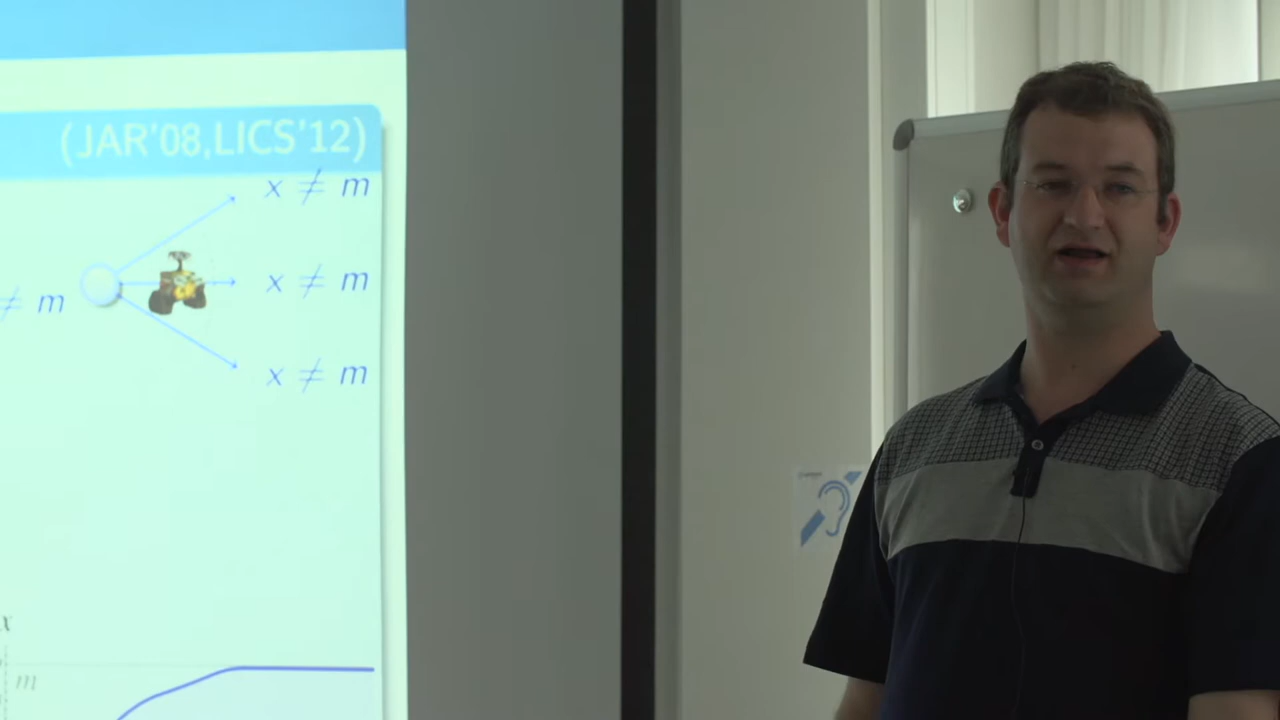 (JAR'08,LICS'12)
x ≠ m
x ≠ m
≠ m
x ≠ m
x
m